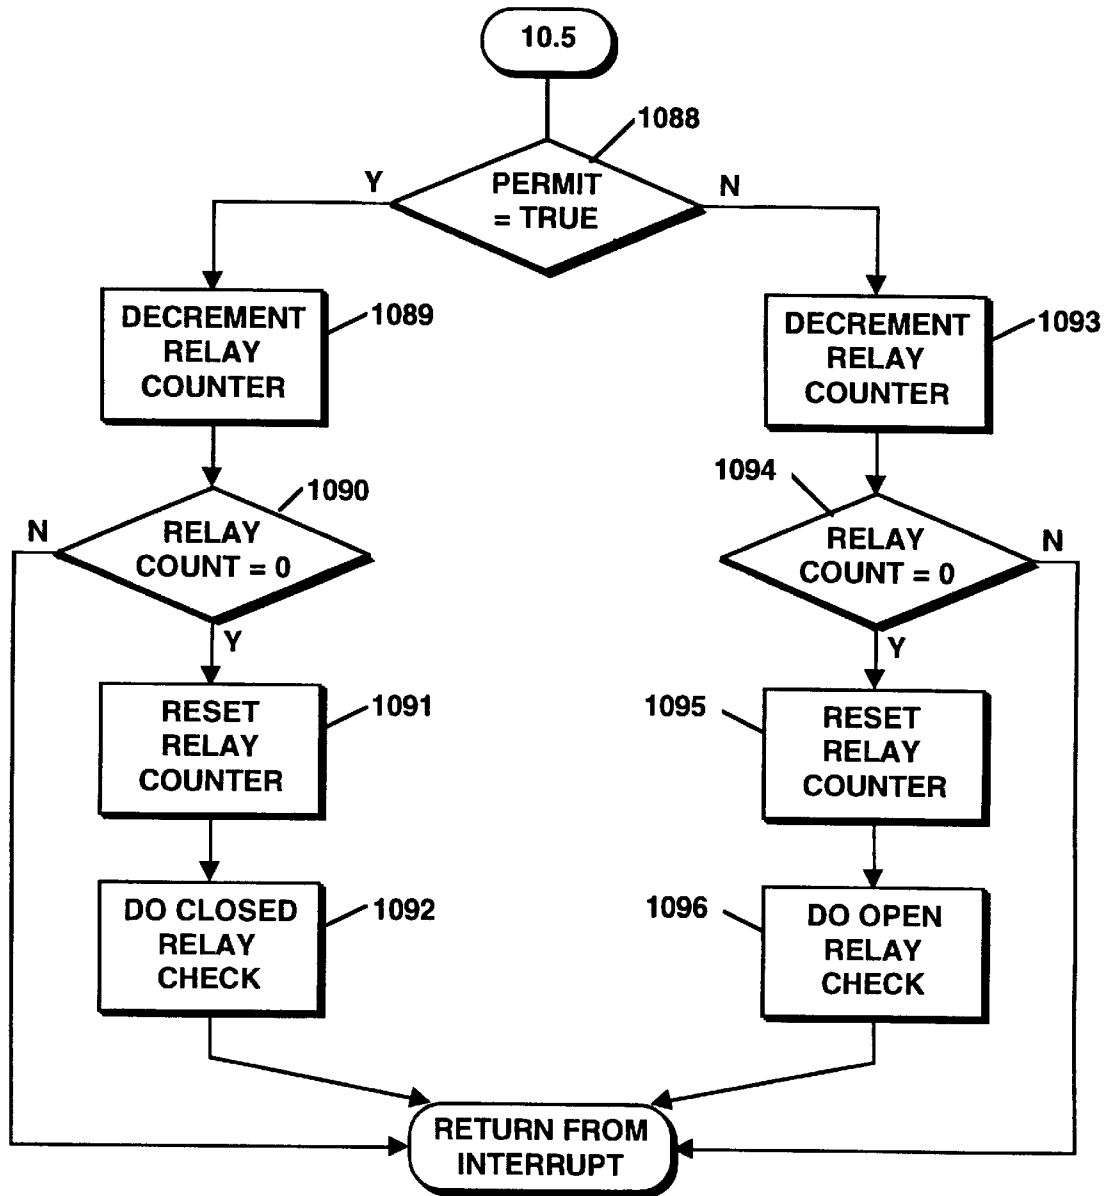 10.5
1088
Y
PERMIT
= TRUE
N
DECREMENT
RELAY
COUNTER
1089
DECREMENT
RELAY
COUNTER
1093
1090
N
RELAY
COUNT = 0
Y
1094
RELAY
COUNT = 0
N
Y
RESET
RELAY
COUNTER
1091
1095
RESET
RELAY
COUNTER
DO CLOSED
RELAY
CHECK
1092
1096
DO OPEN
RELAY
CHECK
RETURN FROM
INTERRUPT